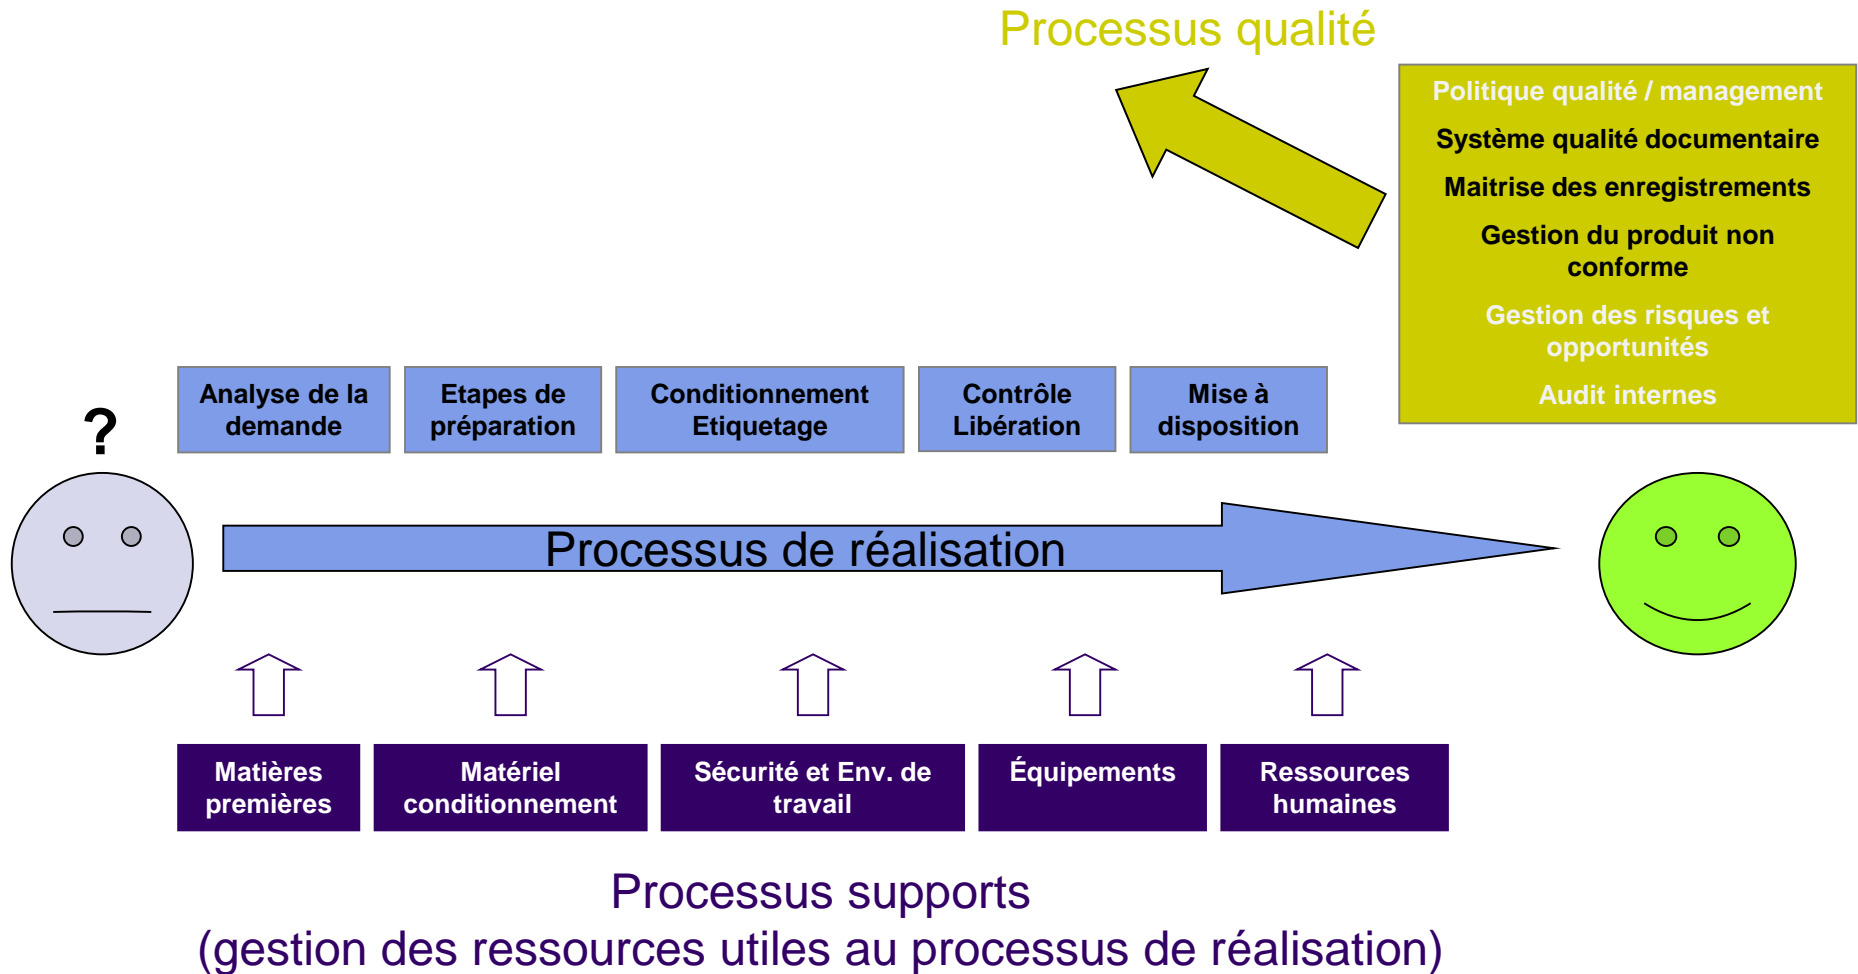 Processus qualité
Politique qualité / management
Système qualité documentaire
Maitrise des enregistrements
Gestion du produit non
conforme
Gestion des risques et
opportunités
Audit internes
?
Analyse de la
demande
Etapes de
préparation
Conditionnement
Etiquetage
Contrôle
Libération
Mise à
disposition
Processus de réalisation
Matières
premières
Matériel
conditionnement
Sécurité et Env. de
travail
Équipements
Ressources
humaines
Processus supports
(gestion des ressources utiles au processus de réalisation)